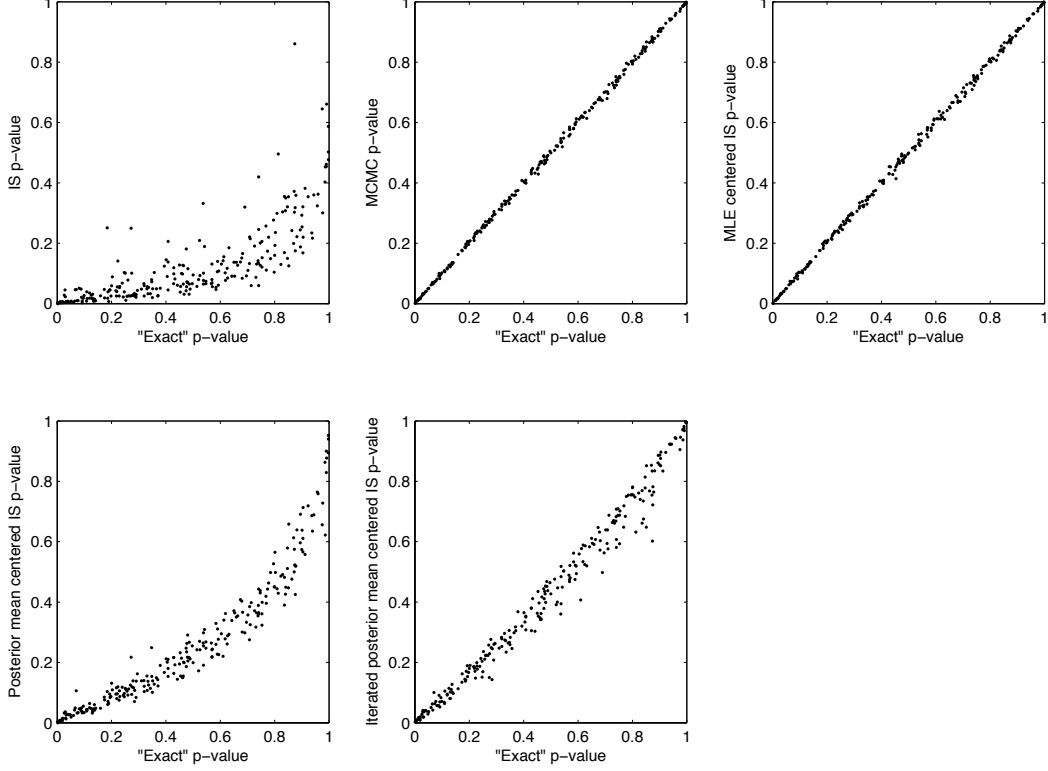 IS p−value
1
0.8
0.6
0.4
0.2
0
0 0.2 0.4 0.6 0.8 1
"Exact" p−value
MCMC p−value
1
0.8
0.6
0.4
0.2
0
0 0.2 0.4 0.6 0.8 1
"Exact" p−value
MLE centered IS p−value
1
0.8
0.6
0.4
0.2
0
0 0.2 0.4 0.6 0.8 1
"Exact" p−value
Posterior mean centered IS p−value
1
0.8
0.6
0.4
0.2
0
0 0.2 0.4 0.6 0.8 1
"Exact" p−value
Iterated posterior mean centered IS p−value
1
0.8
0.6
0.4
0.2
0
0 0.2 0.4 0.6 0.8 1
"Exact" p−value